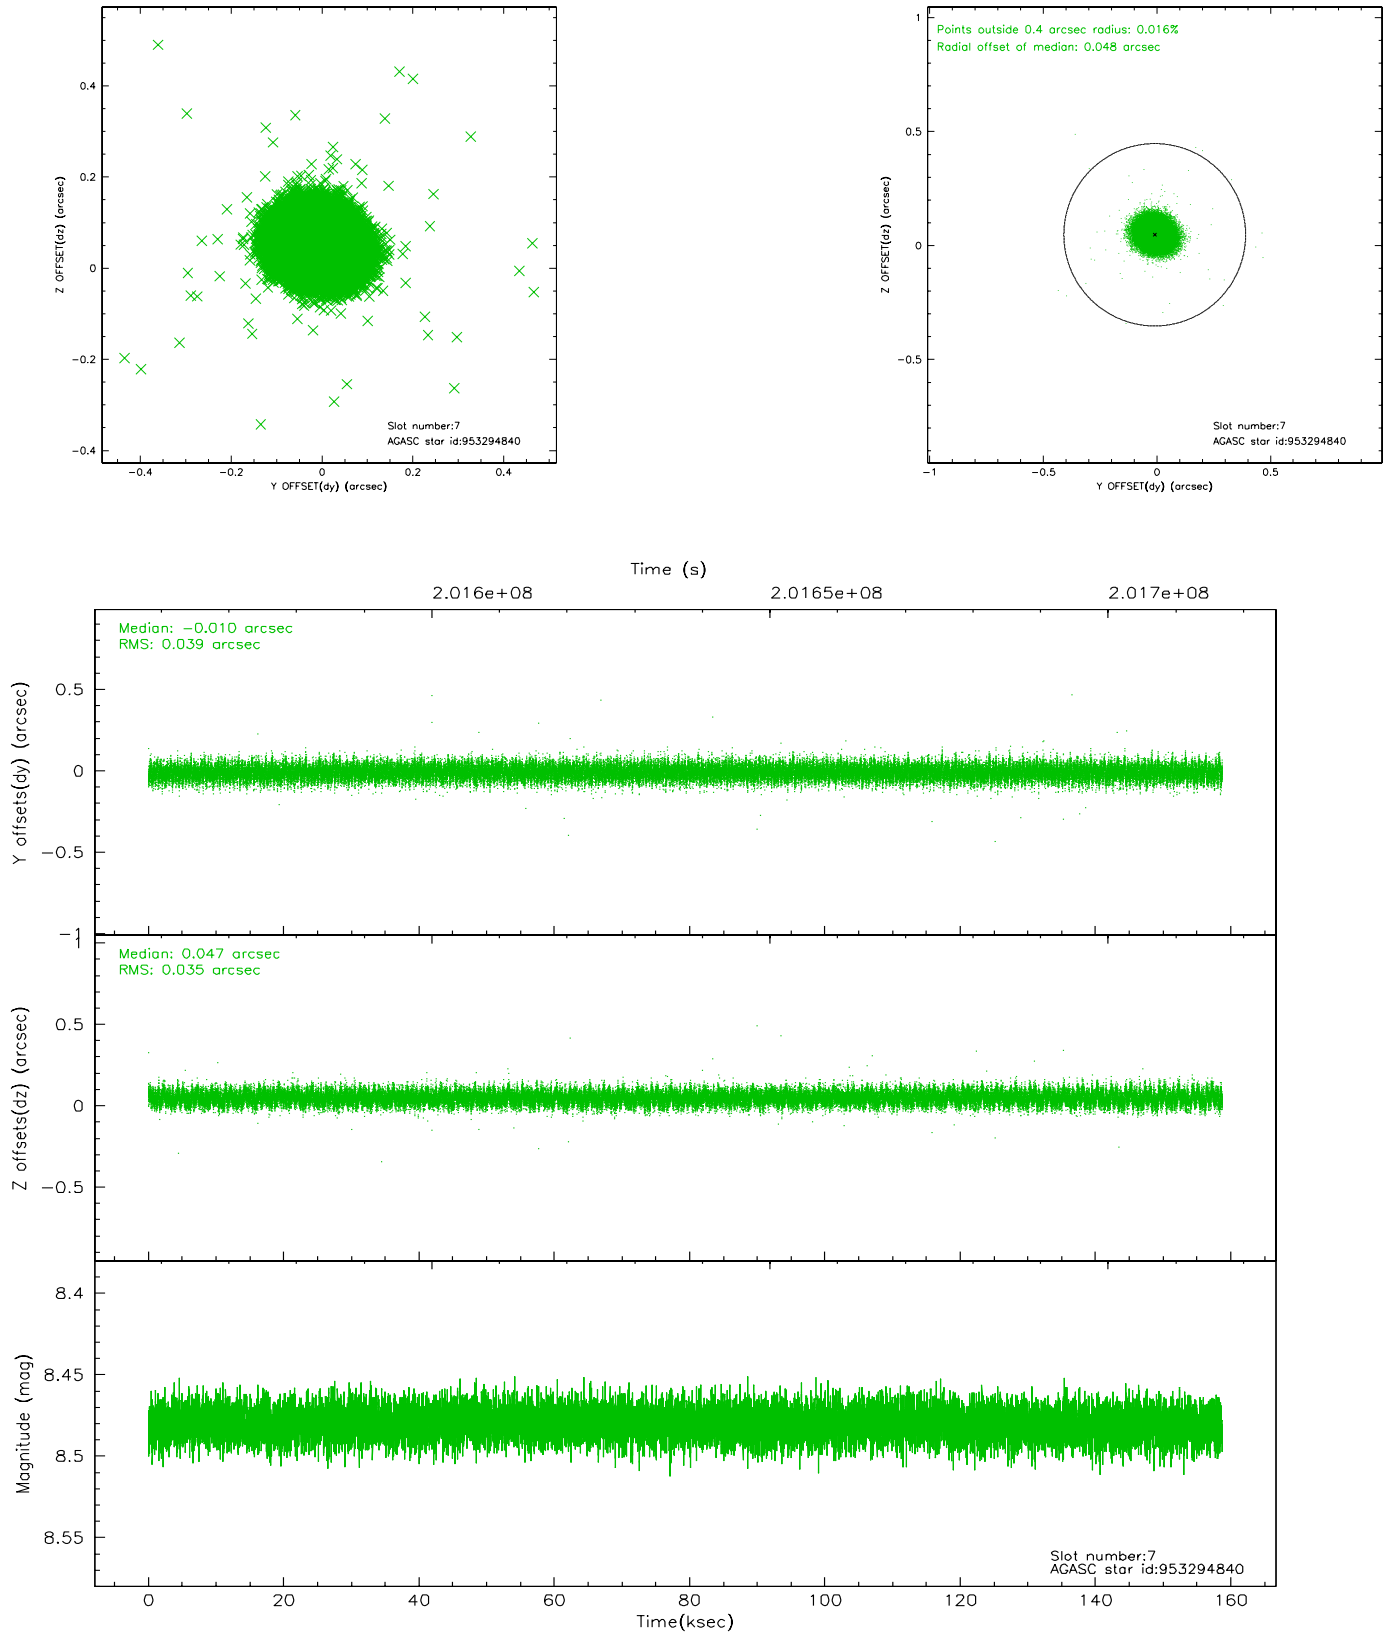 0.4
0.2
0
−0.2
−0.4
Z OFFSET(dz) (arcsec)
Slot number:7
AGASC star id:953294840
−0.4
−0.2
0
0.2
0.4
Y OFFSET(dy) (arcsec)
Points outside 0.4 arcsec radius: 0.016%
Radial offset of median: 0.048 arcsec
1
0.5
0
−0.5
Z OFFSET(dz) (arcsec)
Slot number:7
AGASC star id:953294840
−1
−0.5
0
0.5
Y OFFSET(dy) (arcsec)
Time (s)
2.016e+08
2.0165e+08
2.017e+08
Median: −0.010 arcsec
RMS: 0.039 arcsec
0.5
0
−0.5
−1
Y offsets(dy) (arcsec)
Median: 0.047 arcsec
RMS: 0.035 arcsec
1
0.5
0
−0.5
Z offsets(dz) (arcsec)
8.4
8.45
8.5
8.55
Magnitude (mag)
Slot number:7
AGASC star id:953294840
0
20
40
60
80
100
120
140
160
Time(ksec)